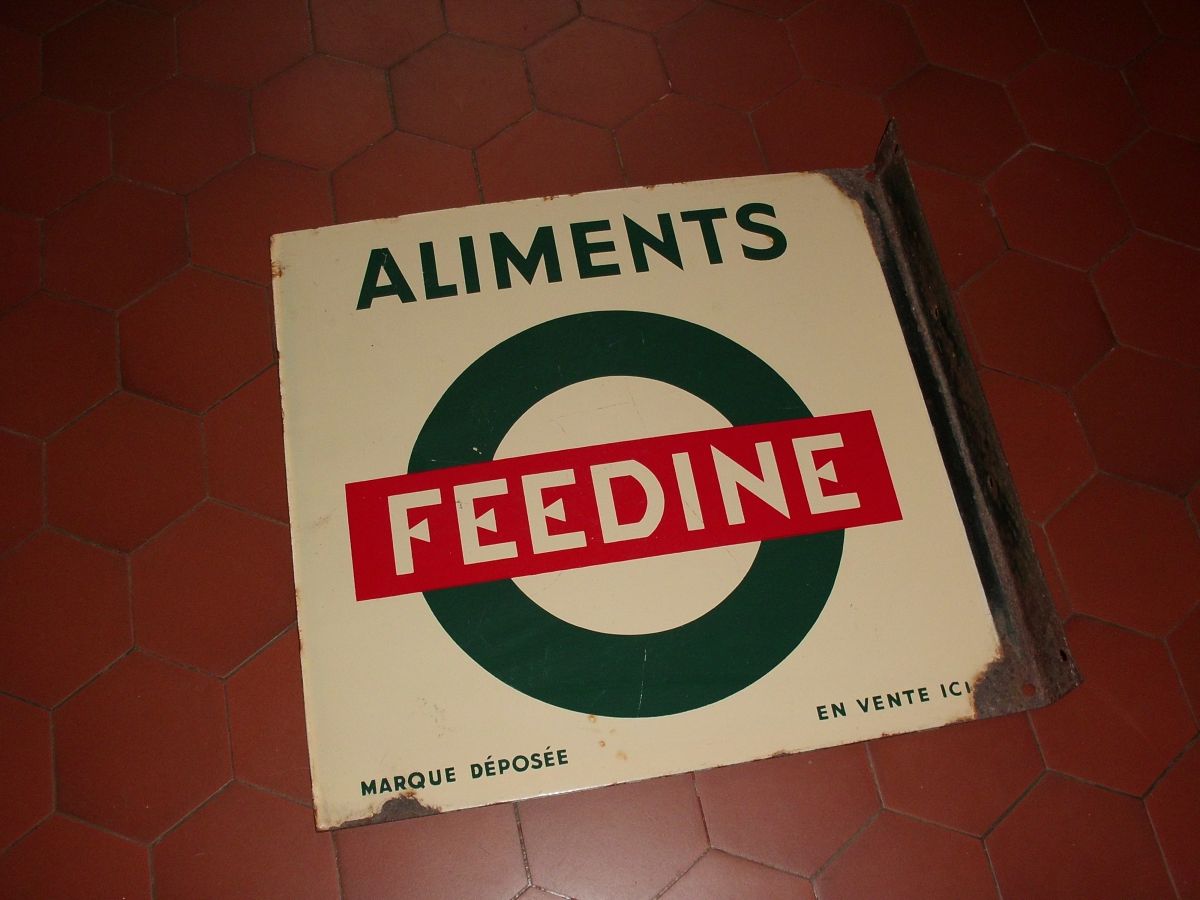 ALIMENTS
FEEDINE
EN VENTE ICI
MARQUE DÉPOSÉE